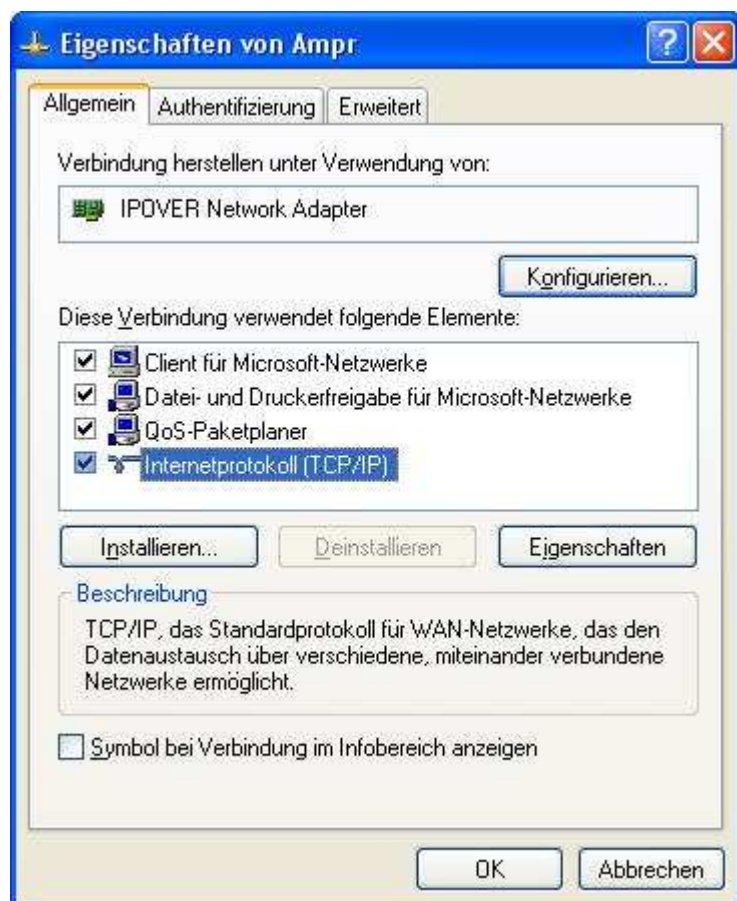 Eigenschaften von Ampr
Allgemein Authentifizierung Erweitert
Verbindung herstellen unter Verwendung von:
IPOVER Network Adapter
Konfigurieren...
Diese Verbindung verwendet folgende Elemente:
Client für Microsoft-Netzwerke
Datei- und Druckerfreigabe für Microsoft-Netzwerke
QoS-Paketplaner
Internetprotokoll (TCP/IP)
Installieren... Deinstallieren Eigenschaften
Beschreibung
TCP/IP, das Standardprotokoll für WAN-Netzwerke, das den
Datenaustausch über verschiedene, miteinander verbundene
Netzwerke ermöglicht.
Symbol bei Verbindung im Infobereich anzeigen
OK Abbrechen